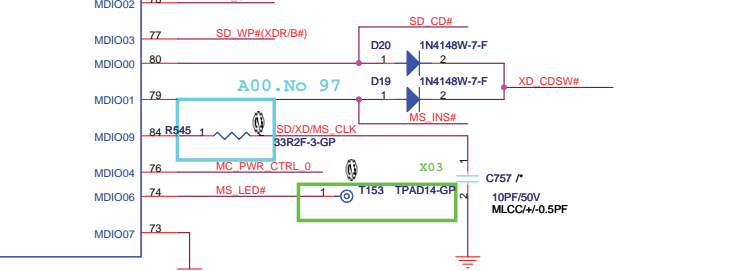 MDIO02 78
SD_CD#
MDIO03 77 SD_WP#(XDR/B#)
D20 1N4148W-7-F
MDIO00 80 1 2
A00.No 97 D19 1N4148W-7-F XD_CDSW#
MDIO01 79 1 2
MS_INS#
MDIO09 84 R545 1 SD/XD/MS_CLK
33R2F-3-GP
MDIO04 76 MC_PWR_CTRL_0 X03 1
C757 /*
MDIO06 74 MS_LED# 1 T153 TPAD14-GP 2 10PF/50V
MLCC/+/-0.5PF
MDIO07 73